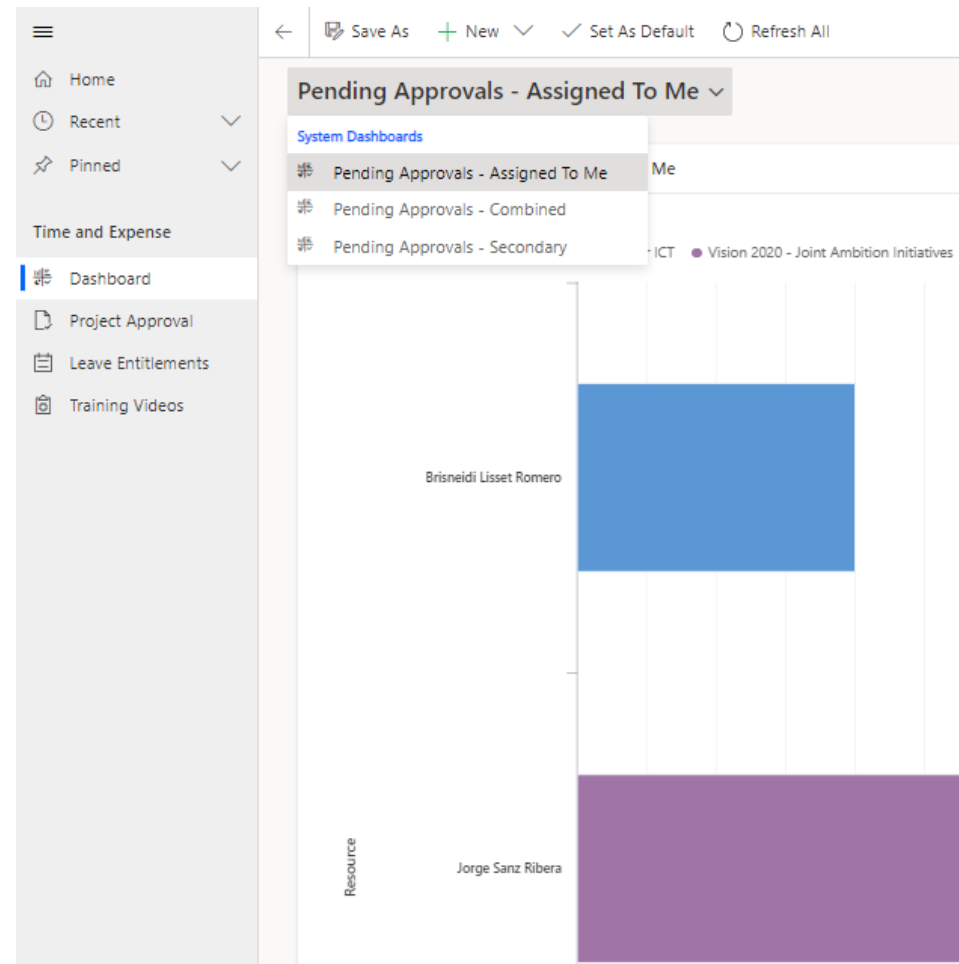 Save As New Set As Default Refresh All
Home
Recent
Pinned
Time and Expense
Dashboard
Project Approval
Leave Entitlements
Training Videos
Pending Approvals - Assigned To Me
System Dashboards
Pending Approvals - Assigned To Me
Pending Approvals - Combined
Pending Approvals - Secondary
Me
ICT Vision 2020 - Joint Ambition Initiatives
Brisneidi Lisset Romero
Jorge Sanz Ribera
Resource